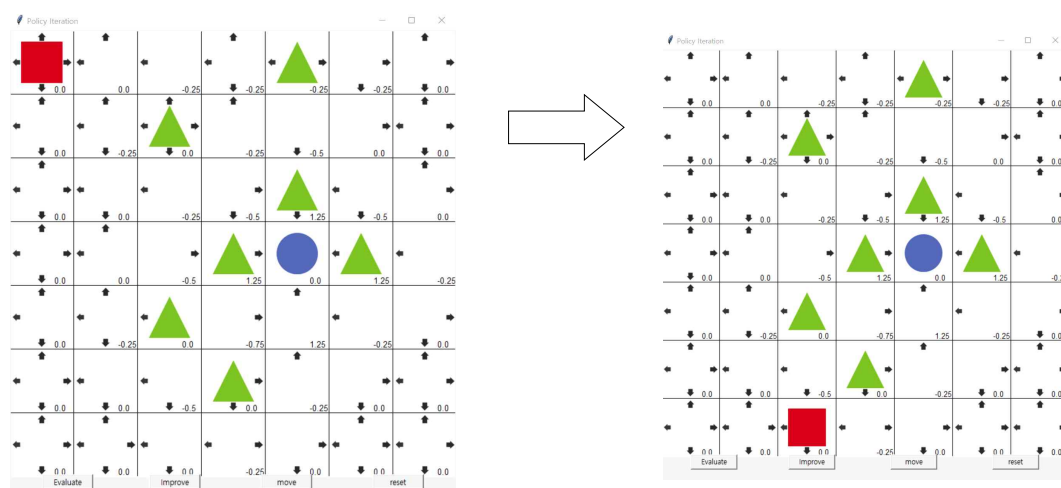 Policy Iteration
0.0 0.0 -0.25 -0.25 -0.25 0.0
0.0 -0.25 0.0 -0.25 -0.5 0.0 0.0
0.0 0.0 -0.25 -0.5 1.25 -0.5 0.0
0.0 0.0 -0.5 1.25 0.0 1.25 -0.25
0.0 -0.25 0.0 -0.75 1.25 -0.25 0.0
0.0 0.0 -0.5 0.0 -0.25 0.0 0.0
0.0 0.0 0.0 -0.25 0.0 0.0 0.0
Evaluate Improve move reset
Policy Iteration
0.0 0.0 -0.25 -0.25 -0.25 0.0
0.0 -0.25 0.0 -0.25 -0.5 0.0 0.0
0.0 0.0 -0.25 -0.5 1.25 -0.5 0.0
0.0 0.0 -0.5 1.25 0.0 1.25
0.0 -0.25 0.0 -0.75 1.25 -0.25 0.0
0.0 0.0 -0.5 0.0 -0.25 0.0 0.0
0.0 0.0 0.0 -0.25 0.0 0.0 0.0
Evaluate Improve move reset